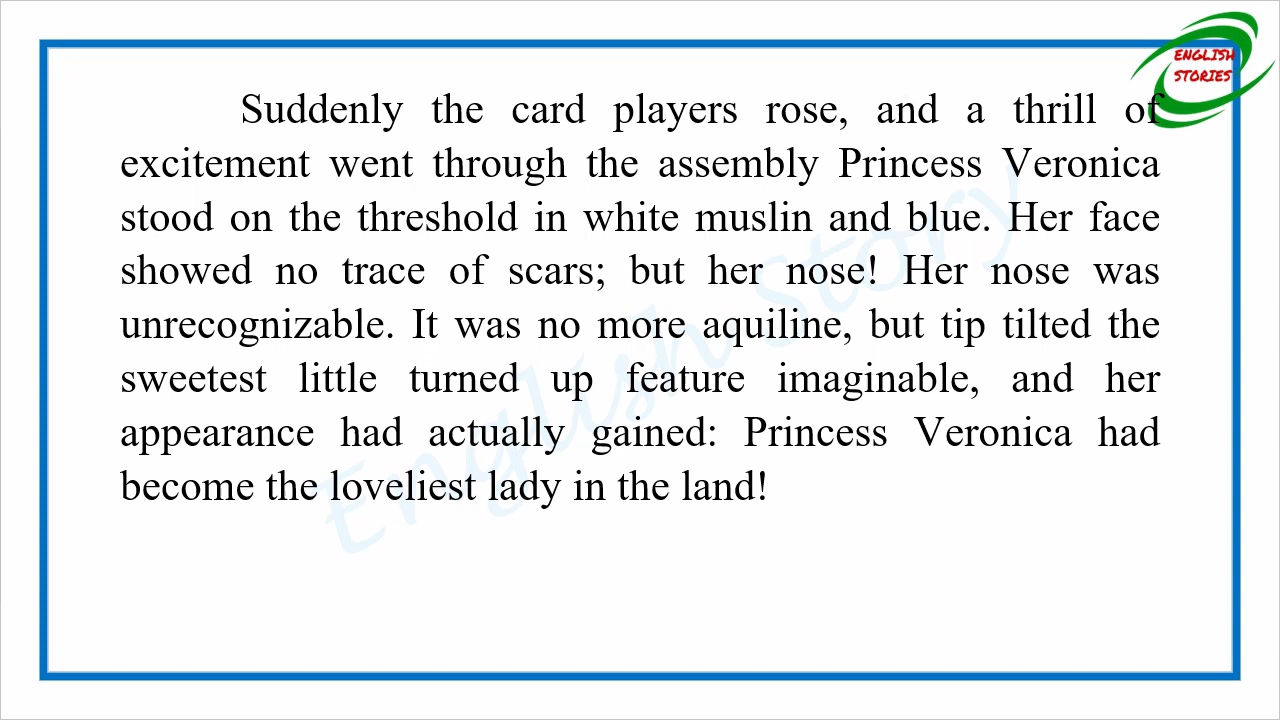 ENGLISH
STORIES
Suddenly the card players rose, and a thrill of
excitement went through the assembly Princess Veronica
stood on the threshold in white muslin and blue. Her face
showed no trace of scars; but her nose! Her nose was
unrecognizable. It was no more aquiline, but tip tilted the
sweetest little turned up feature imaginable, and her
appearance had actually gained: Princess Veronica had
become the loveliest lady in the land!
English Story